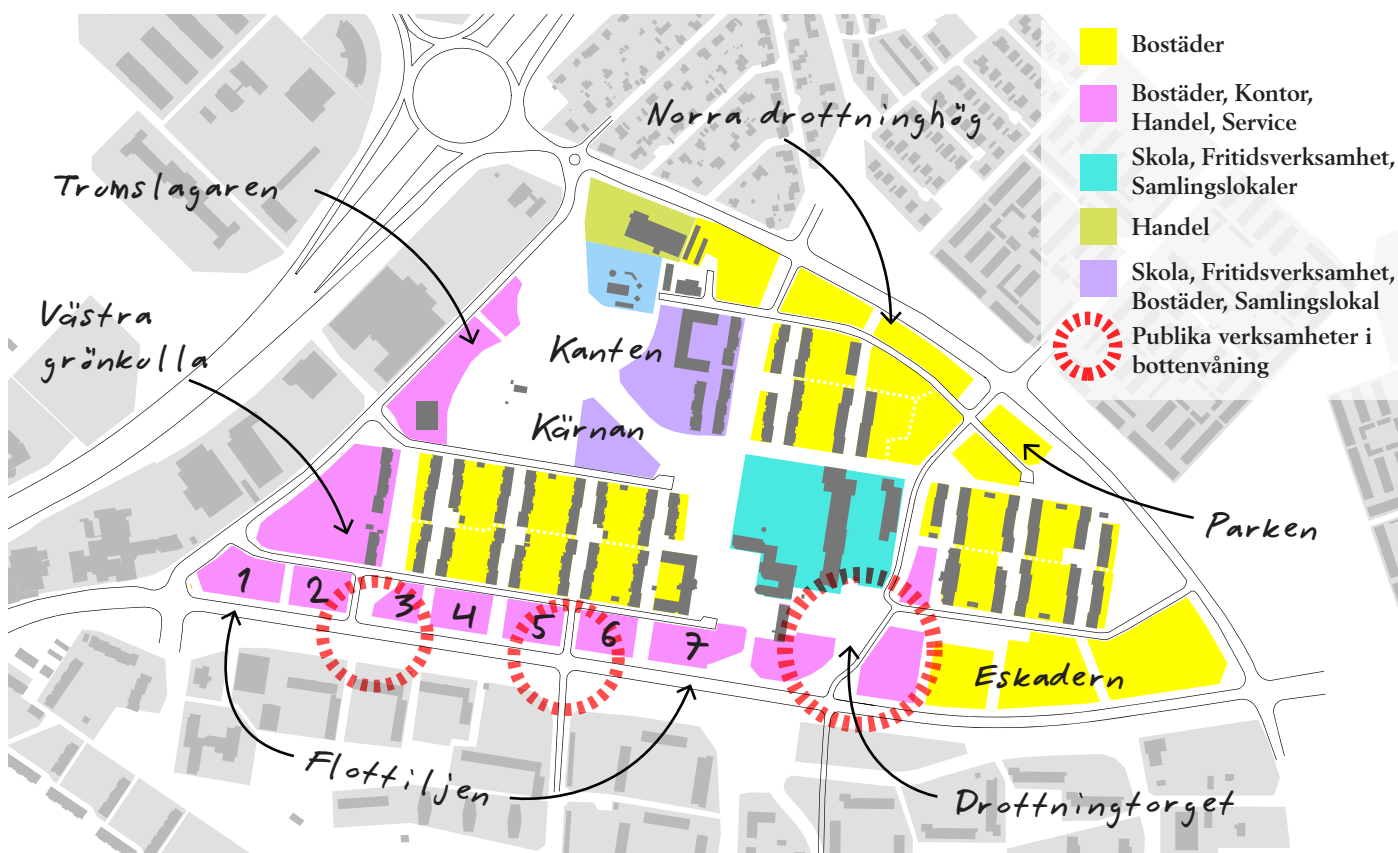 Bostäder
Bostäder, Kontor,
Handel, Service
Skola, Fritidsverksamhet,
Samlingslokaler
Handel
Skola, Fritidsverksamhet,
Bostäder, Samlingslokal
Publika verksamheter i
bottenvåning
Norra drottninghög
Tromslagaren
Västra
grönkulla
Kanten
Kärnan
Parken
1
2
3
4
5
6
7
Eskadern
Flottiljen
Drottningtorget